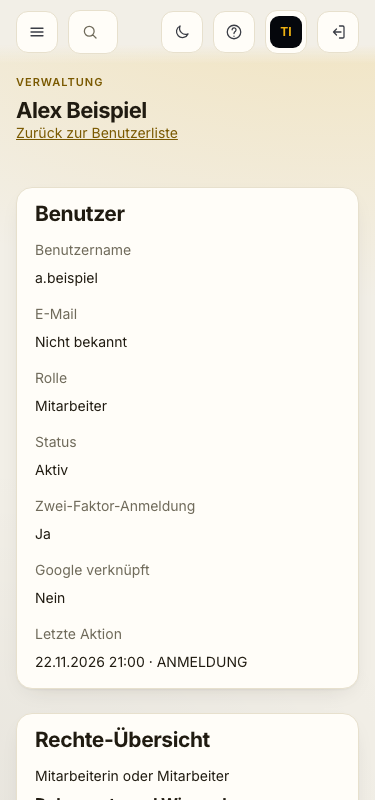 TI
VERWALTUNG
Alex Beispiel
Zurück zur Benutzerliste
Benutzer
Benutzername
a.beispiel
E-Mail
Nicht bekannt
Rolle
Mitarbeiter
Status
Aktiv
Zwei-Faktor-Anmeldung
Ja
Google verknüpft
Nein
Letzte Aktion
22.11.2026 21:00 · ANMELDUNG
Rechte-Übersicht
Mitarbeiterin oder Mitarbeiter